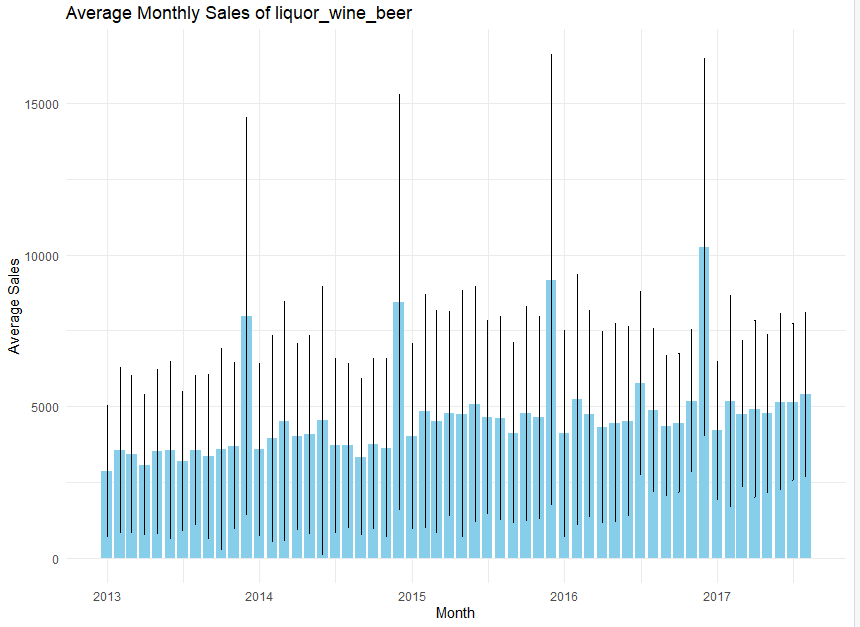 Average Monthly Sales of liquor_wine_beer
Average Sales
15000
10000
5000
0
2013 2014 2015 2016 2017
Month